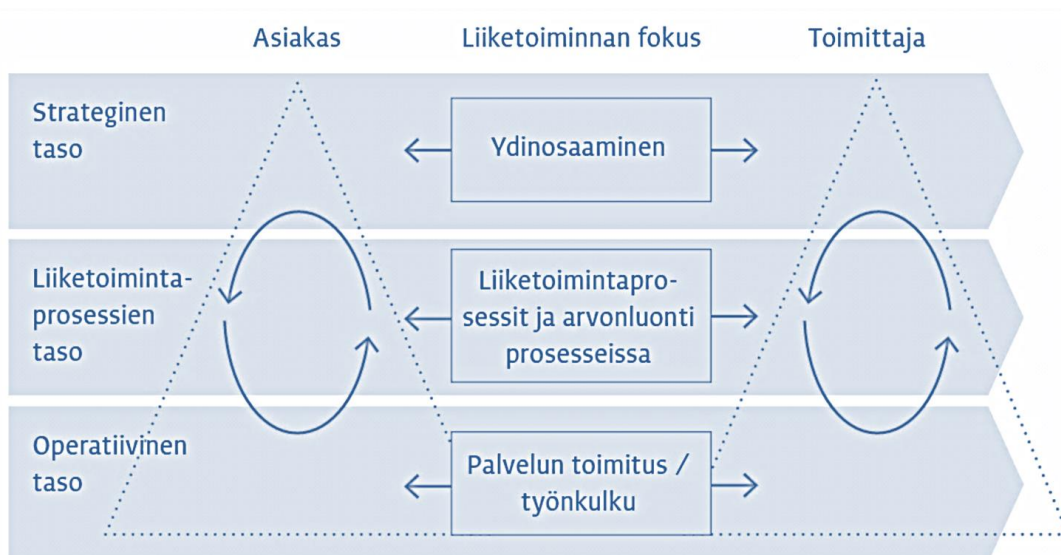 Asiakas
Liiketoiminnan fokus
Toimittaja
Strateginen
taso
Ydinosaaminen
Liiketoiminta-
prosessien
taso
Liiketoimintapro-
sessit ja arvonluonti
prosesseissa
Operatiivinen
taso
Palvelun toimitus /
työnkulku